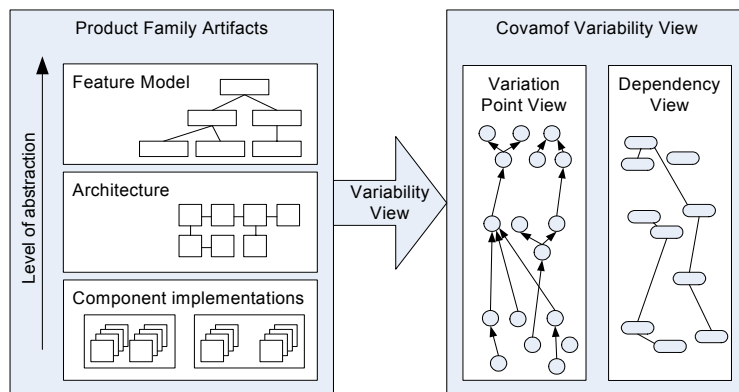 Product Family Artifacts
Level of abstraction
Feature Model
Architecture
Component implementations
Variability
View
Covamof Variability View
Variation
Point View
Dependency
View